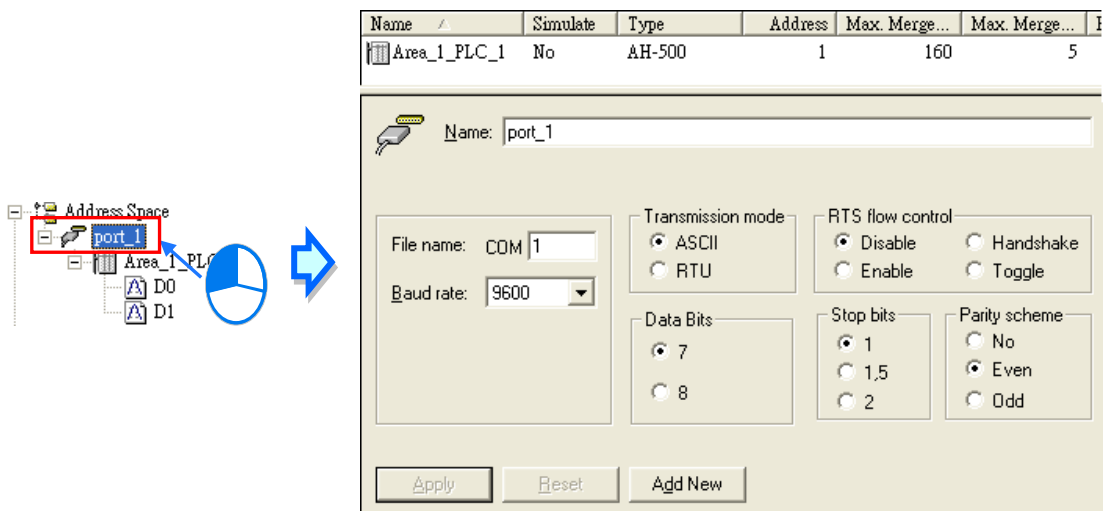 Name Simulate Type Address Max. Merge... Max. Merge...
Area_1_PLC_1 No AH-500 1 160 5
Name: port_1
Address Space
port_1
Area_1_PLC
D0
D1
File name: COM 1
Baud rate: 9600
Transmission mode
ASCII
RTU
RTS flow control
Disable Handshake
Enable Toggle
Data Bits
7
8
Stop bits
1
1,5
2
Parity scheme
No
Even
Odd
Apply Reset Add New